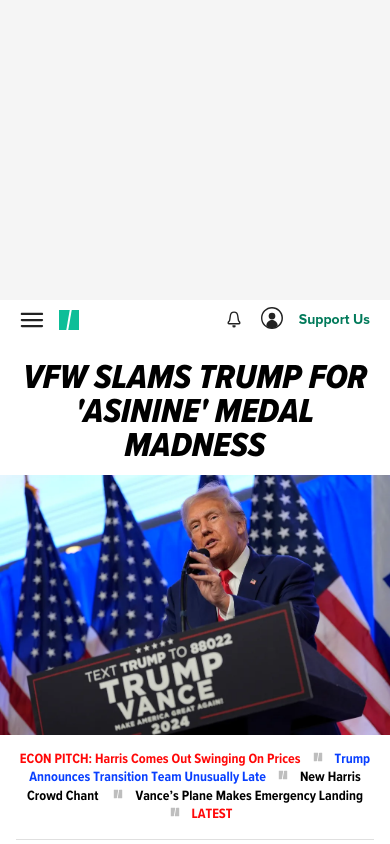 Support Us
VFW SLAMS TRUMP FOR
'ASININE' MEDAL
MADNESS
★★★★★
TEXT TRUMP TO 88022
TRUMP
VANCE
MAKE AMERICA GREAT AGAIN!
2024
ECON PITCH: Harris Comes Out Swinging On Prices Trump
Announces Transition Team Unusually Late New Harris
Crowd Chant Vance’s Plane Makes Emergency Landing
LATEST